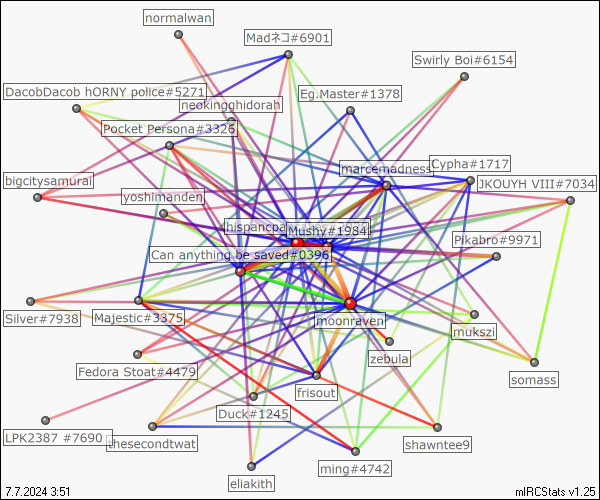 normalwan
Madネコ#6901
Swirly Boi#6154
DacobDacob hORNY police#5271
Eg.Master#1378
neokingghidorah
Pocket Persona#3326
marcemadness
Cypha#1717
bigcitysamurai
JKOUYH VIII#7034
yoshimanden
hispancpa
Mushy#1984
Pikabro#9971
Can anything be saved#0396
Silver#7938
Majestic#3375
moonraven
mukszi
zebula
Fedora Stoat#4479
somass
frisout
Duck#1245
LPK2387 #7690
thesecondtwat
shawntee9
ming#4742
eliakith
7.7.2024 3:51
mIRCStats v1.25